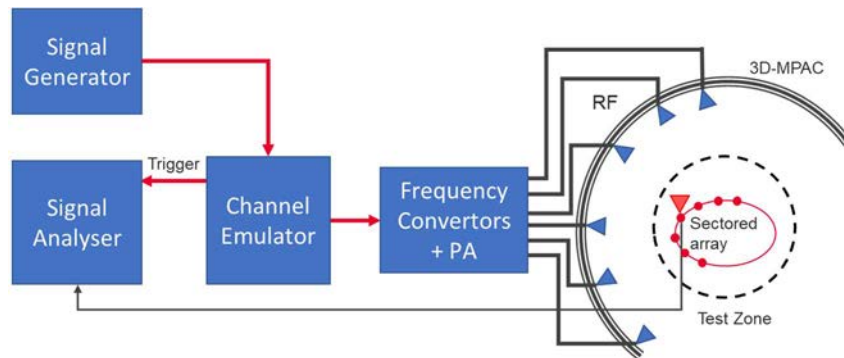 Signal
Generator
3D-MPAC
RF
Trigger
Signal
Analyser
Channel
Emulator
Frequency
Convertors
+ PA
Sectored
array
Test Zone